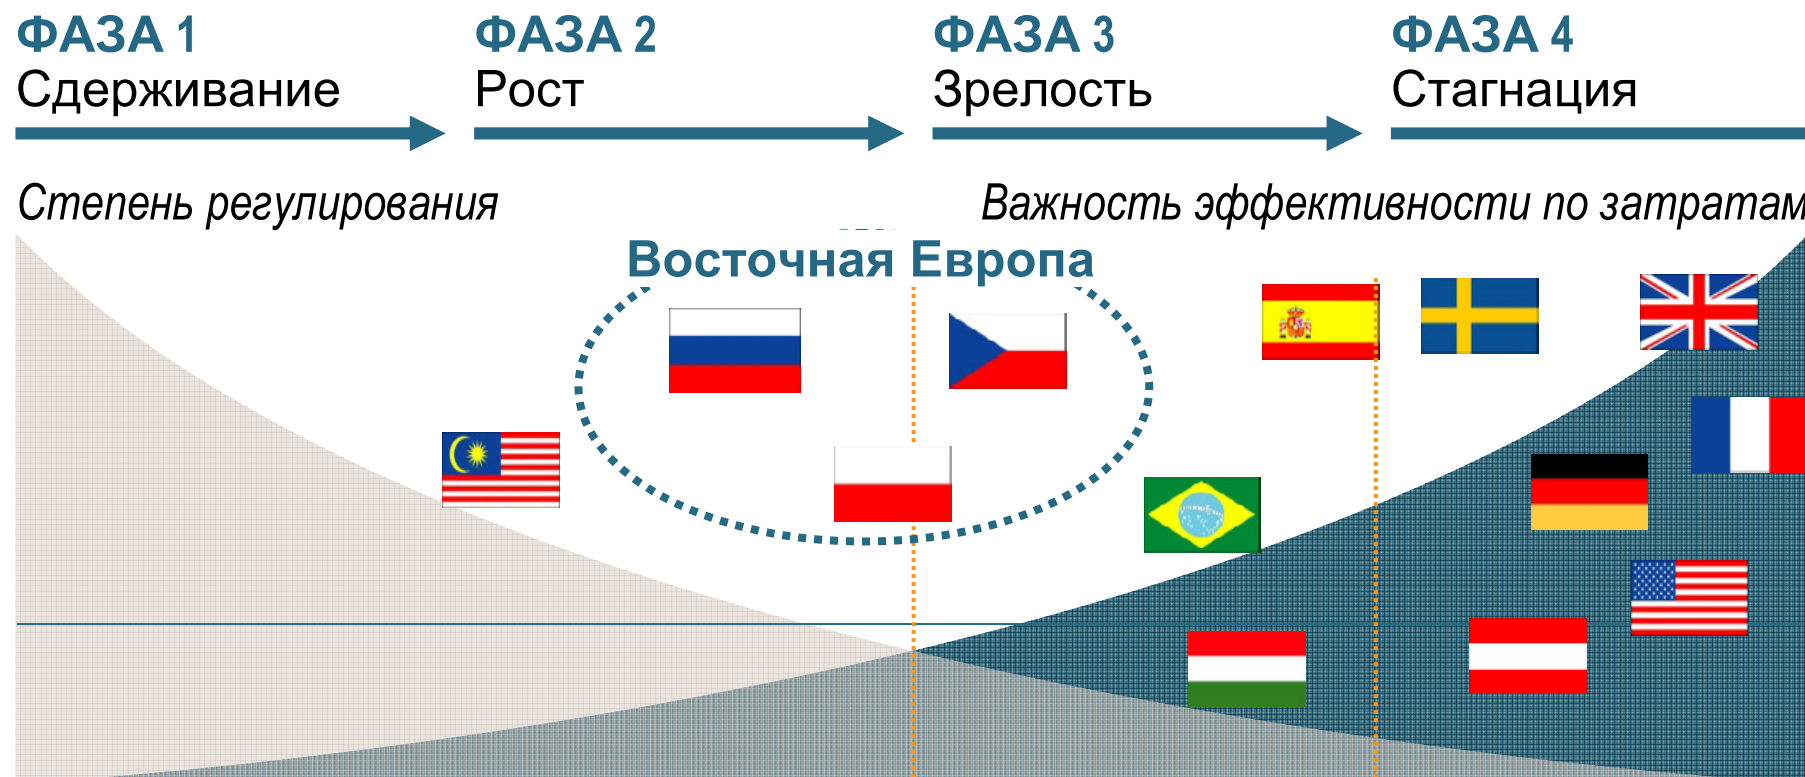 ФАЗА 1
Сдерживание
ФАЗА 2
Рост
ФАЗА 3
Зрелость
ФАЗА 4
Стагнация
Степень регулирования
Важность эффективности по затратам
Восточная Европа